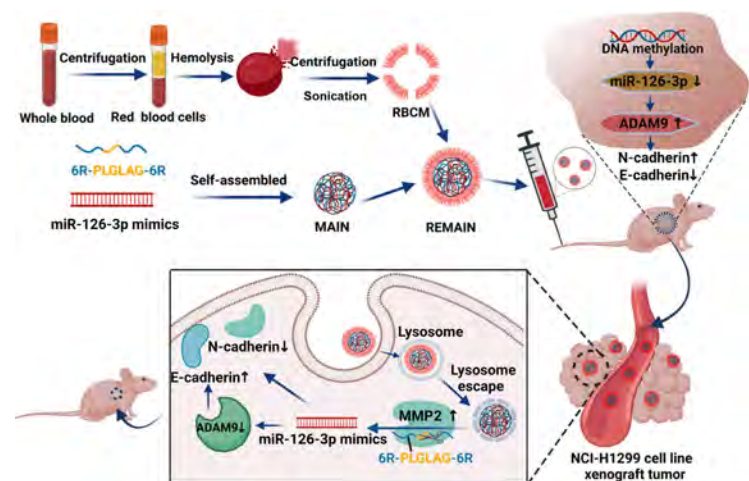 Centrifugation
Hemolysis
Centrifugation
Sonication
RBCM
Whole blood
Red blood cells
6R-PLGLAG-6R
miR-126-3p mimics
Self-assembled
MAIN
REMAIN
DNA methylation
miR-126-3p ↓
ADAM9 ↑
N-cadherin↑
E-cadherin↓
N-cadherin↓
E-cadherin↑
ADAM9↓
miR-126-3p mimics
Lysosome
Lysosome
escape
MMP2 ↑
6R-PLGLAG-6R
NCI-H1299 cell line
xenograft tumor